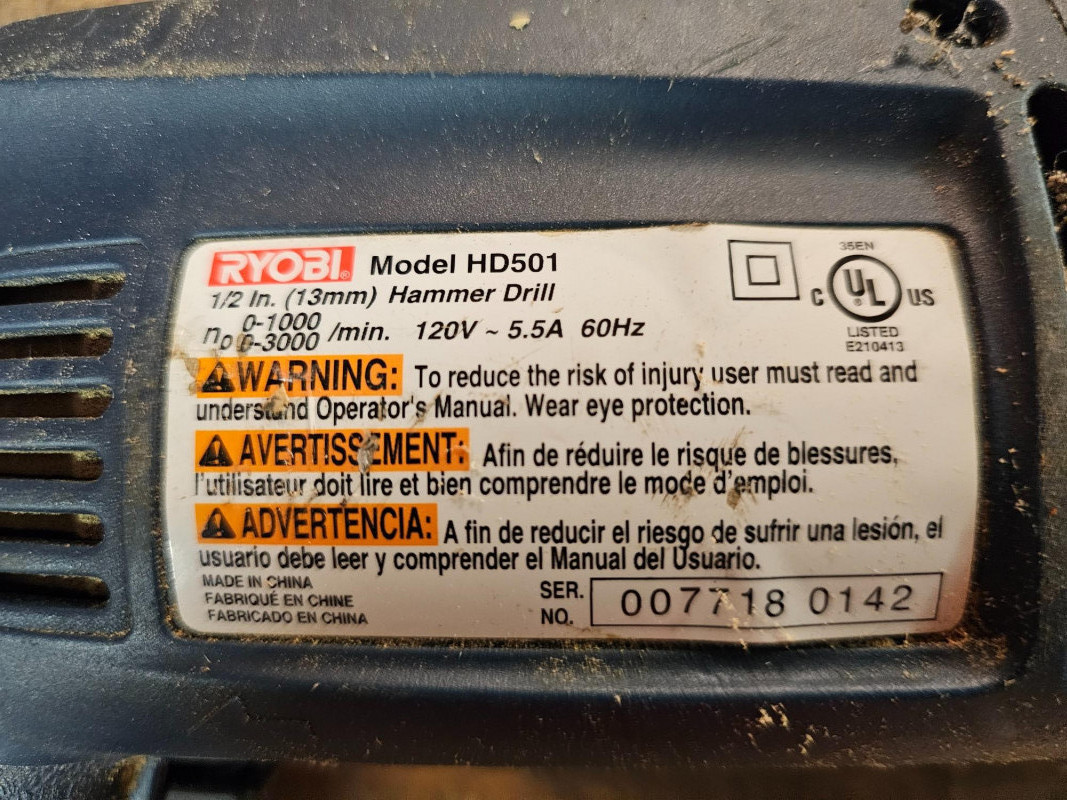 RYOBI® Model HD501
1/2 In. (13mm) Hammer Drill
n₀ 0-1000
0-3000 /min. 120V ~ 5.5A 60Hz
35EN
C UL® US
LISTED
E210413
⚠WARNING: To reduce the risk of injury user must read and
understand Operator's Manual. Wear eye protection.
⚠AVERTISSEMENT: Afin de réduire le risque de blessures,
l'utilisateur doit lire et bien comprendre le mode d'emploi.
⚠ADVERTENCIA: A fin de reducir el riesgo de sufrir una lesión, el
usuario debe leer y comprender el Manual del Usuario.
MADE IN CHINA
FABRIQUÉ EN CHINE
FABRICADO EN CHINA
SER.
NO. 007718 0142